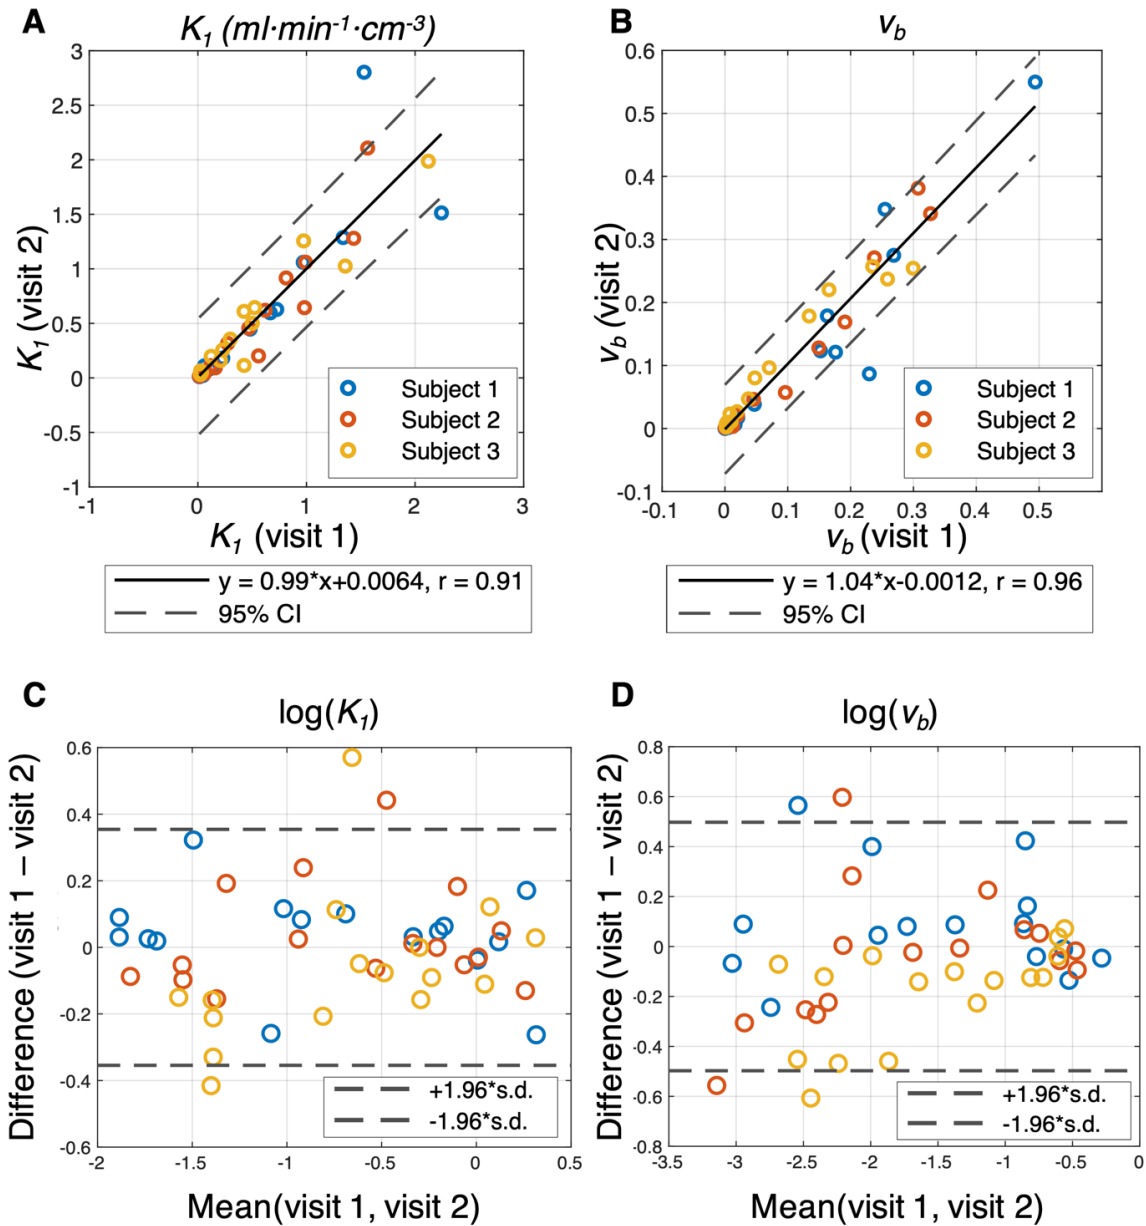 A
K1 (ml·min-1·cm-3)
3
2.5
2
1.5
1
0.5
0
-0.5
-1
-1
0
1
2
3
K1 (visit 2)
K1 (visit 1)
Subject 1
Subject 2
Subject 3
y = 0.99*x+0.0064, r = 0.91
95% CI
B
vb
0.6
0.5
0.4
0.3
0.2
0.1
0
-0.1
-0.1
0
0.1
0.2
0.3
0.4
0.5
vb (visit 2)
vb (visit 1)
Subject 1
Subject 2
Subject 3
y = 1.04*x-0.0012, r = 0.96
95% CI
C
log(K1)
0.6
0.4
0.2
0
-0.2
-0.4
-0.6
-2
-1.5
-1
-0.5
0
0.5
Difference (visit 1 – visit 2)
Mean(visit 1, visit 2)
+1.96*s.d.
-1.96*s.d.
D
log(vb)
0.8
0.6
0.4
0.2
0
-0.2
-0.4
-0.6
-0.8
-3.5
-3
-2.5
-2
-1.5
-1
-0.5
0
Difference (visit 1 – visit 2)
Mean(visit 1, visit 2)
+1.96*s.d.
-1.96*s.d.